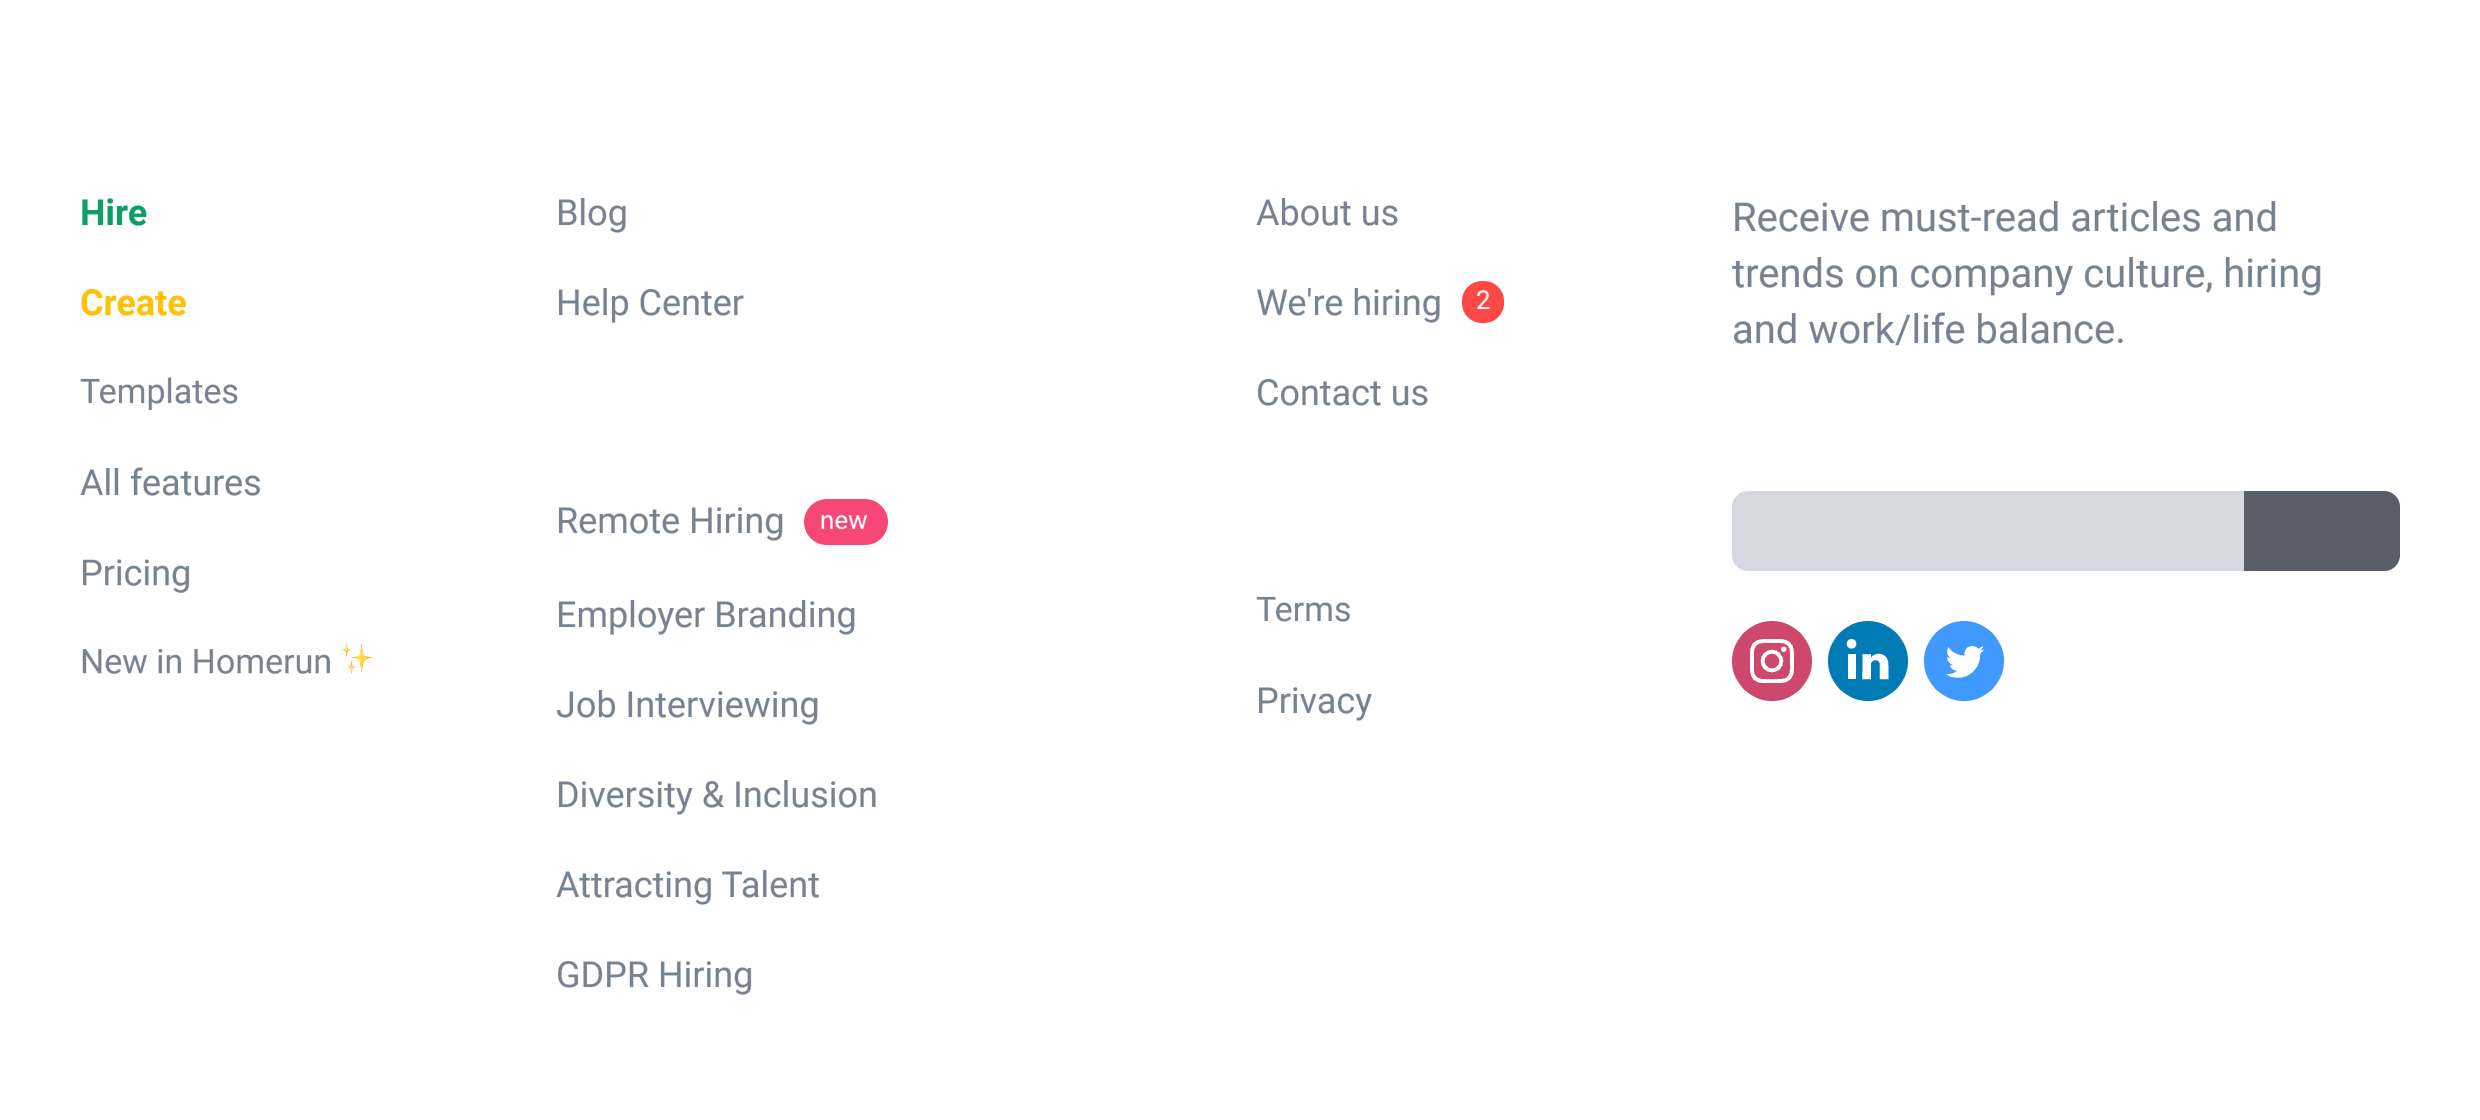 Hire
Create
Templates
All features
Pricing
New in Homerun ✨
Blog
Help Center
Remote Hiring new
Employer Branding
Job Interviewing
Diversity & Inclusion
Attracting Talent
GDPR Hiring
About us
We're hiring 2
Contact us
Terms
Privacy
Receive must-read articles and
trends on company culture, hiring
and work/life balance.
in